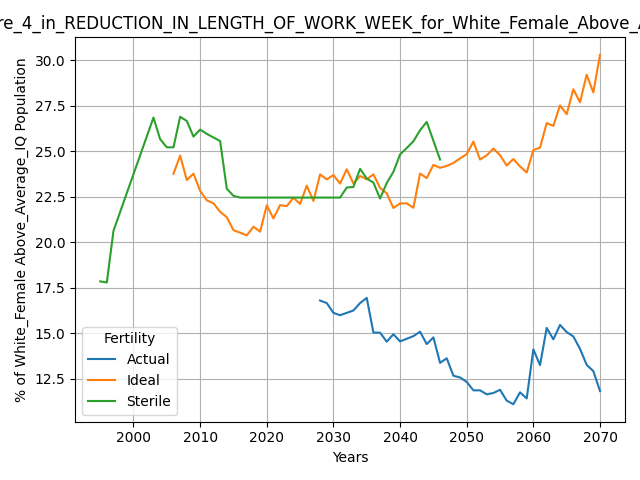 re_4_in_REDUCTION_IN_LENGTH_OF_WORK_WEEK_for_White_Female_Above_A
% of White_Female Above_Average_IQ Population
30.0
27.5
25.0
22.5
20.0
17.5
15.0
12.5
Fertility
Actual
Ideal
Sterile
2000 2010 2020 2030 2040 2050 2060 2070
Years